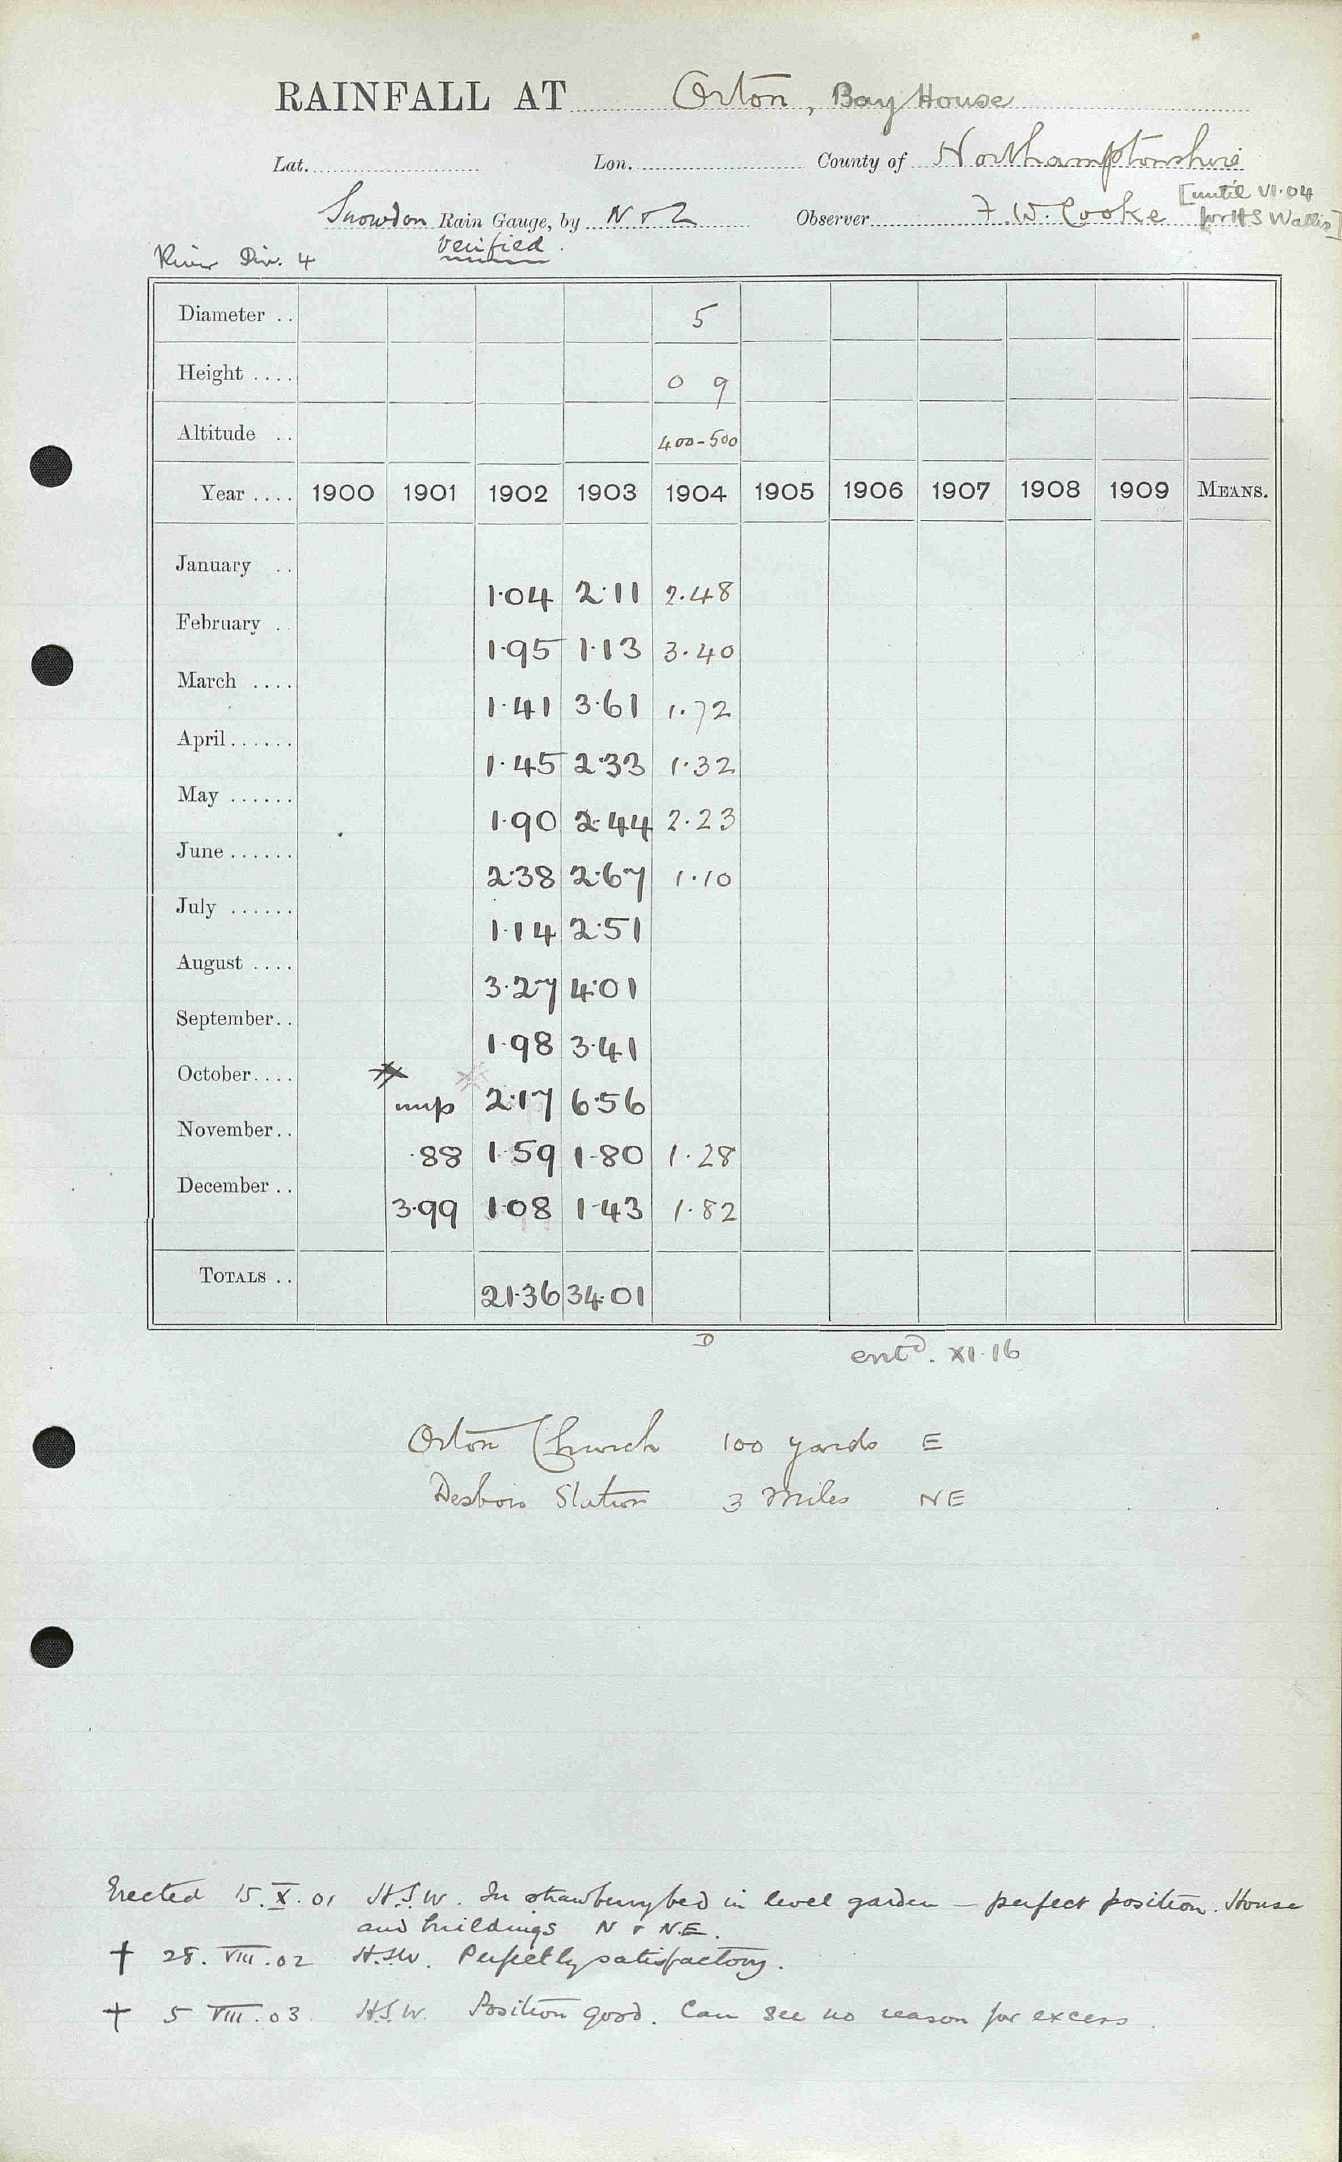 RAINFALL AT Orton, Bay House
Lat. Lon. County of Northamptonshire
[until VI.04
Snowdon Rain Gauge, by N & Z Observer F. W. Cooke for H S Wallis]
River Div. 4 verified.
Diameter .. 5
Height .... 0 9
Altitude .. 400-500
Year .... 1900 1901 1902 1903 1904 1905 1906 1907 1908 1909 MEANS.
January .. 1·04 2·11 2.48
February . 1·95 1·13 3.40
March .... 1·41 3·61 1.72
April...... 1·45 2·33 1.32
May ...... 1·90 2·44 2.23
June...... 2·38 2·67 1.10
July ...... 1·14 2·51
August .... 3·27 4·01
September.. 1·98 3·41
October.... 2·17 6·56
November.. ·88 1·59 1·80 1.28
December .. 3·99 1·08 1·43 1.82
TOTALS .. 21·36 34·01
D
entd. XI.16
Orton Church 100 yards E
Desboro Station 3 Miles NE
Erected 15.X.01 H.S.W. In strawberry bed in level garden – perfect position. House
and buildings N & N.E.
† 28. VIII.02 H.S.W. Perfectly satisfactory.
† 5 VIII.03. H.S.W. Position good. Can see no reason for excess.